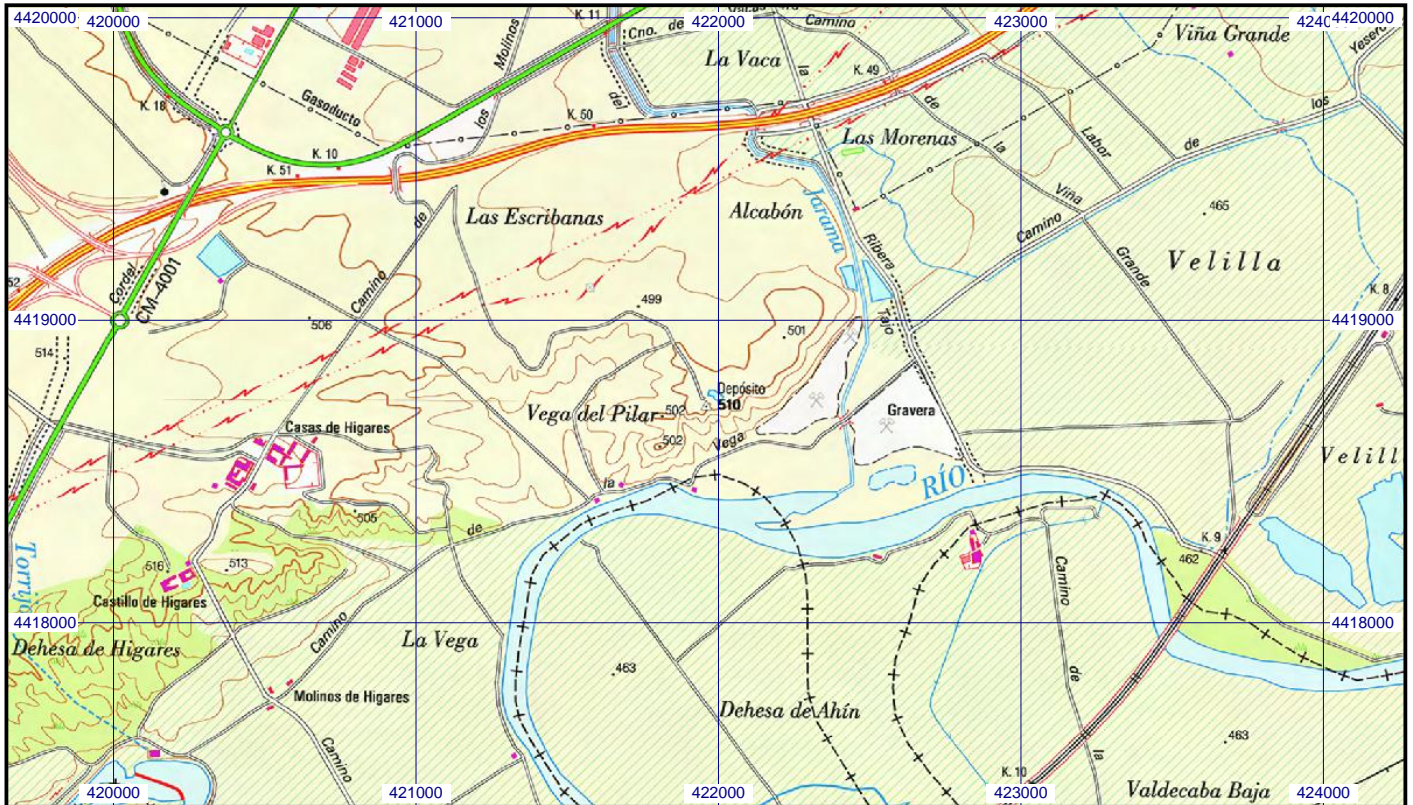 4420000
420000
421000
422000
423000
4240
4420000
K. 11
Cno. de
Camino
Viña Grande
Yesero
Molinos
La Vaca
la
K. 49
K. 18
Gasoducto
los
del
K. 50
de
los
Las Morenas
Labor
de
K. 10
K. 51
la
Viña
Las Escribanas
Alcabón
Jarama
465
de
Camino
Ribera
Grande
Velilla
52
Cordel
CM-4001
Camino
499
K. 8
4419000
506
501
Tajo
4419000
514
Depósito
510
Vega del Pilar
502
Gravera
Casas de Higares
502
Vega
Velill
la
RÍO
505
de
K. 9
Torrijo
516
513
462
Camino
Castillo de Higares
4418000
4418000
Camino
La Vega
Dehesa de Higares
463
de
Molinos de Higares
Dehesa de Ahín
463
la
Camino
K. 10
Valdecaba Baja
420000
421000
422000
423000
424000